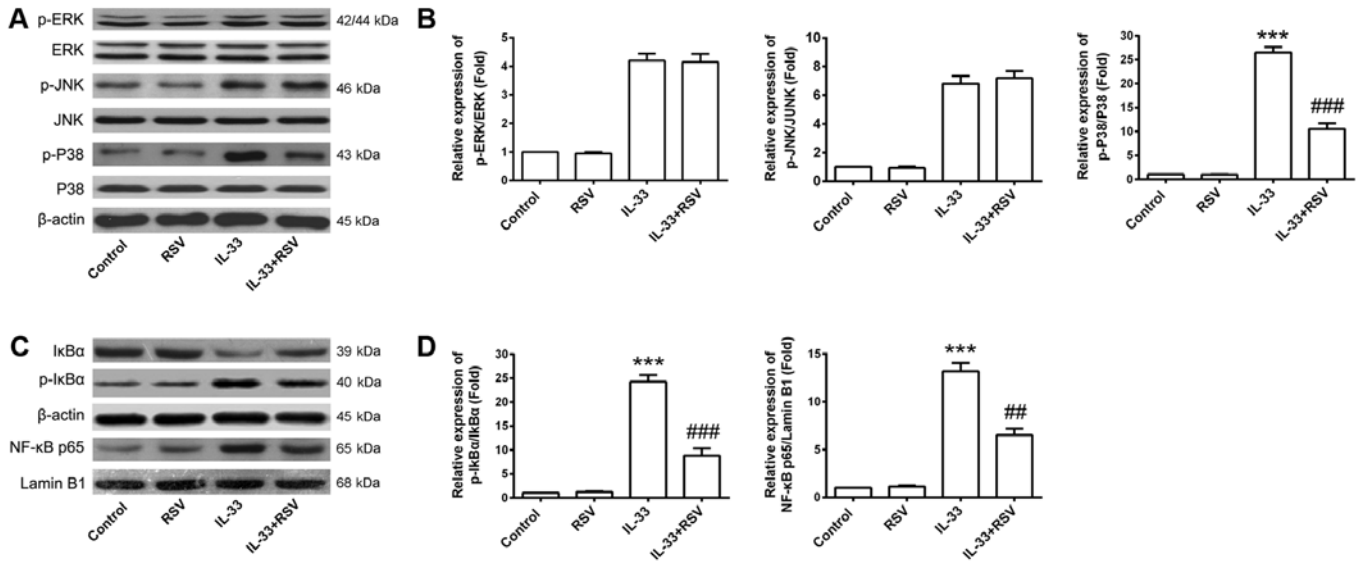 A
p-ERK
42/44 kDa
ERK
p-JNK
46 kDa
JNK
p-P38
43 kDa
P38
β-actin
45 kDa
Control
RSV
IL-33
IL-33+RSV
B
Relative expression of
p-ERK/ERK (Fold)
0
1
2
3
4
5
Control
RSV
IL-33
IL-33+RSV
Relative expression of
p-JNK/JUNK (Fold)
0
2
4
6
8
10
Control
RSV
IL-33
IL-33+RSV
Relative expression of
p-P38/P38 (Fold)
0
5
10
15
20
25
30
***
###
Control
RSV
IL-33
IL-33+RSV
C
IκBα
39 kDa
p-IκBα
40 kDa
β-actin
45 kDa
NF-κB p65
65 kDa
Lamin B1
68 kDa
Control
RSV
IL-33
IL-33+RSV
D
Relative expression of
p-IkBα/IkBα (Fold)
0
5
10
15
20
25
30
***
###
Control
RSV
IL-33
IL-33+RSV
Relative expression of
NF-κB p65/Lamin B1 (Fold)
0
5
10
15
***
##
Control
RSV
IL-33
IL-33+RSV